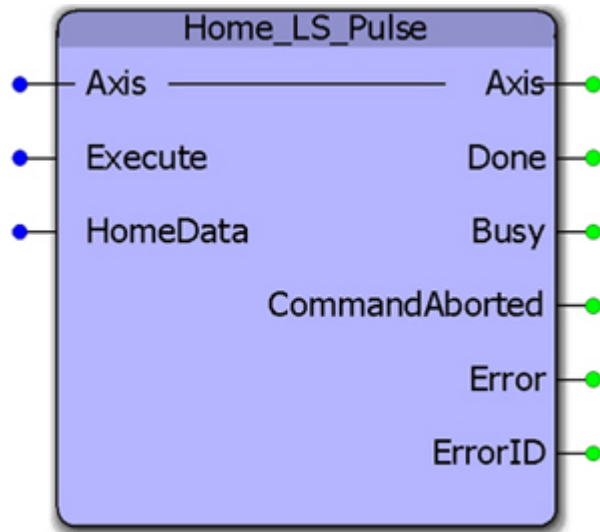 Home_LS_Pulse
Axis Axis
Execute Done
HomeData Busy
CommandAborted
Error
ErrorID